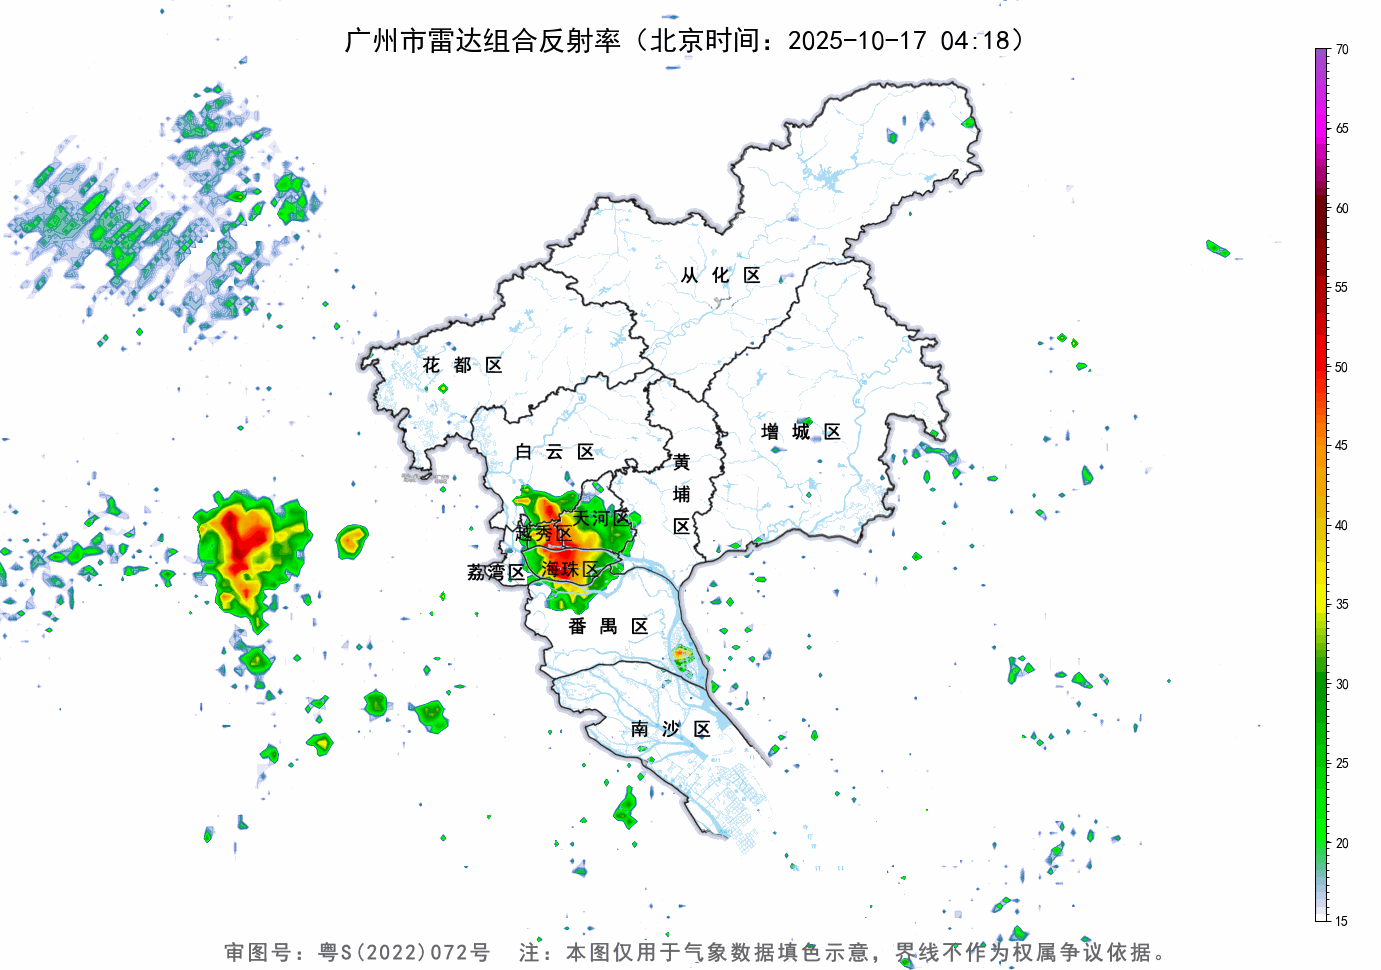 广州市雷达组合反射率（北京时间：2025-10-17 04:18）
70
65
60
55
50
45
40
35
30
25
20
15
从化区
花都区
增城区
白云区
黄埔区
天河区
越秀区
荔湾区
海珠区
番禺区
南沙区
审图号：粤S(2022)072号 注：本图仅用于气象数据填色示意，界线不作为权属争议依据。